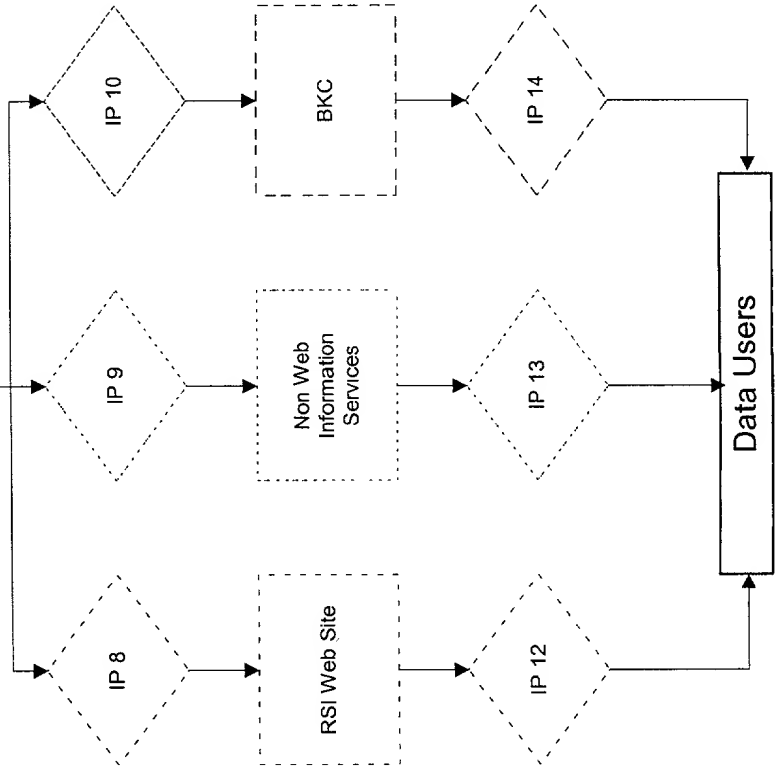 IP 8
IP 9
IP 10
RSI Web Site
Non Web
Information
Services
BKC
IP 12
IP 13
IP 14
Data Users